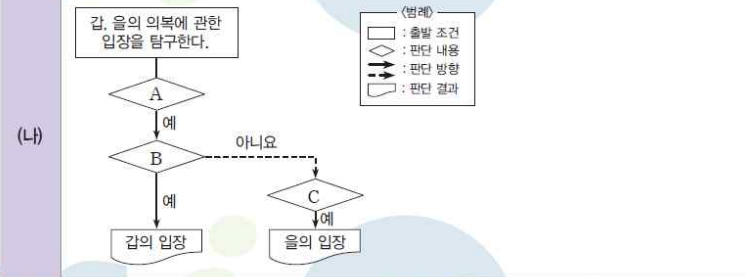 (나)
갑, 을의 의복에 관한
입장을 탐구한다.
A
예
B
아니요
예
C
예
갑의 입장
을의 입장
〈범례〉
: 출발 조건
: 판단 내용
: 판단 방향
: 판단 결과